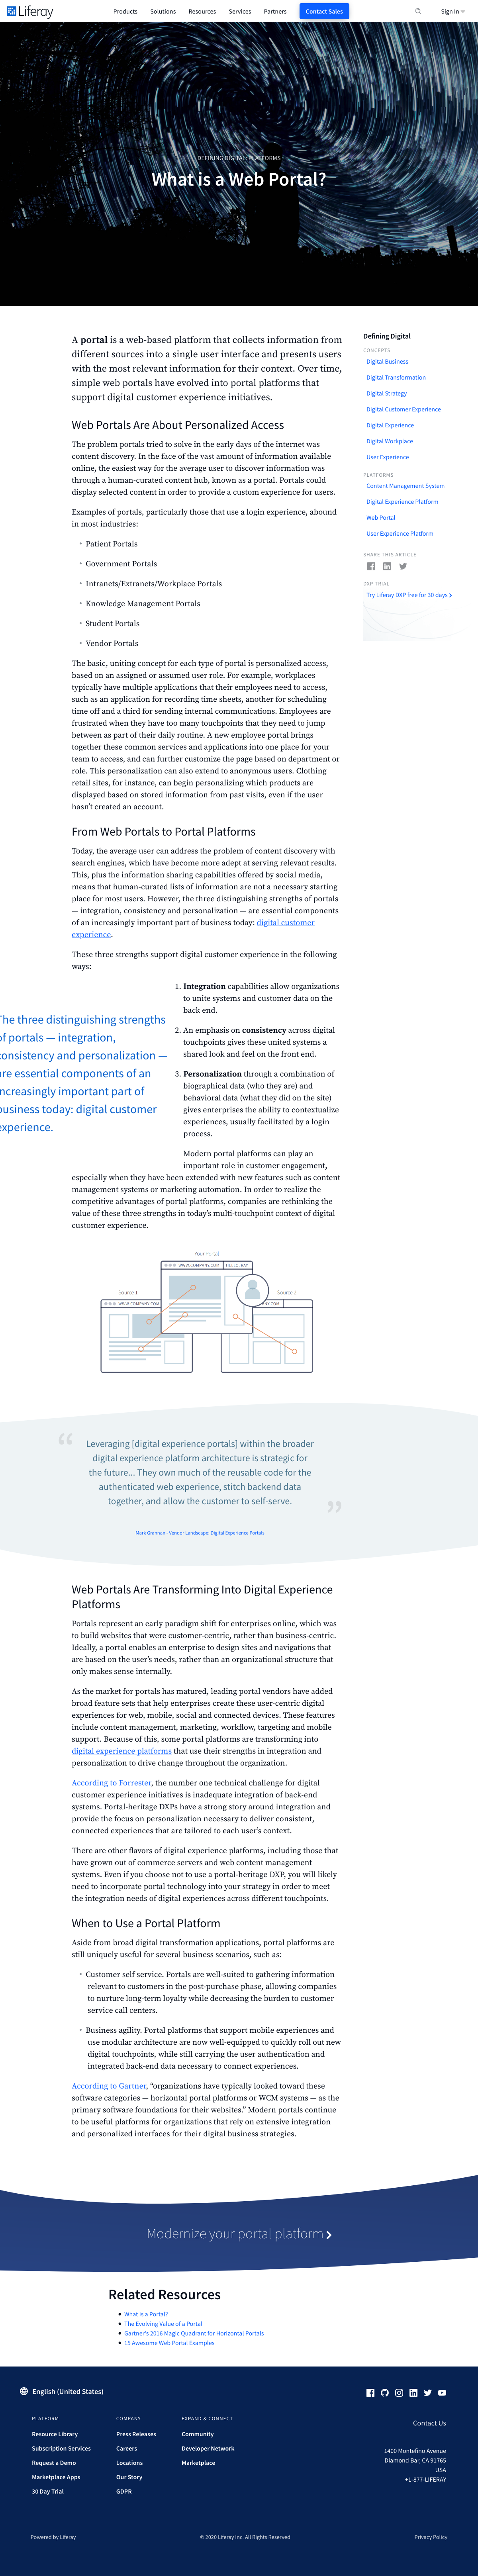 Liferay
Products Solutions Resources Services Partners Contact Sales Sign In
DEFINING DIGITAL: PLATFORMS
What is a Web Portal?
A portal is a web-based platform that collects information from
different sources into a single user interface and presents users
with the most relevant information for their context. Over time,
simple web portals have evolved into portal platforms that
support digital customer experience initiatives.
Web Portals Are About Personalized Access
The problem portals tried to solve in the early days of the internet was
content discovery. In the face of the vast amount of information available
online, the easiest way for the average user to discover information was
through a human-curated content hub, known as a portal. Portals could
display selected information to a user and provide a consistent experience for users.
Examples of portals, particularly those that use a login experience, abound
in most industries:
• Patient Portals
• Government Portals
• Intranets/Extranets/Workplace Portals
• Knowledge Management Portals
• Student Portals
• Vendor Portals
The basic, uniting concept for each type of portal is personalized access,
based on an assigned or assumed user role. For example, workplaces
typically have multiple applications that their employees need to access,
such as an application for recording time sheets, another for scheduling
time off and a third for sending internal communications. Employees are
frustrated when they have too many touchpoints that they need to jump
between as part of their daily routine. A new employee portal brings
together these common services and applications into one place for your
team to access, and can further customize the page based on department or
role. This personalization can also extend to anonymous users. Clothing
retail sites, for instance, can begin personalizing which products are
displayed based on stored information from past visits, even if the user
hasn't created an account.
From Web Portals to Portal Platforms
Today, the average user can address the problem of content discovery with
search engines, which have become more adept at serving relevant results.
This, plus the information sharing capabilities offered by social media,
means that human-curated lists of information are not a necessary starting
place for most users. However, the three distinguishing strengths of portals
— integration, consistency and personalization — are essential components
of an increasingly important part of business today: digital customer
experience.
These three strengths support digital customer experience in the following
ways:
The three distinguishing strengths
of portals — integration,
consistency and personalization —
are essential components of an
increasingly important part of
business today: digital customer
experience.
1. Integration capabilities allow organizations
to unite systems and customer data on the
back end.
2. An emphasis on consistency across digital
touchpoints gives these united systems a
shared look and feel on the front end.
3. Personalization through a combination of
biographical data (who they are) and
behavioral data (what they did on the site)
gives enterprises the ability to contextualize
experiences, usually facilitated by a login
process.
Modern portal platforms can play an
important role in customer engagement,
especially when they have been extended with new features such as content
management systems or marketing automation. In order to realize the
competitive advantages of portal platforms, companies are rethinking the
value of these three strengths in today's multi-touchpoint context of digital
customer experience.
Your Portal
WWW.COMPANY.COM HELLO, RAY
Source 1
Source 2
WWW.COMPANY.COM
ANY.COM
“
Leveraging [digital experience portals] within the broader
digital experience platform architecture is strategic for
the future... They own much of the reusable code for the
authenticated web experience, stitch backend data
together, and allow the customer to self-serve.
”
Mark Grannan - Vendor Landscape: Digital Experience Portals
Web Portals Are Transforming Into Digital Experience
Platforms
Portals represent an early paradigm shift for enterprises online, which was
to build websites that were customer-centric, rather than business-centric.
Ideally, a portal enables an enterprise to design sites and navigations that
are based on the user's needs, rather than an organizational structure that
only makes sense internally.
As the market for portals has matured, leading portal vendors have added
broad feature sets that help enterprises create these user-centric digital
experiences for web, mobile, social and connected devices. These features
include content management, marketing, workflow, targeting and mobile
support. Because of this, some portal platforms are transforming into
digital experience platforms that use their strengths in integration and
personalization to drive change throughout the organization.
According to Forrester, the number one technical challenge for digital
customer experience initiatives is inadequate integration of back-end
systems. Portal-heritage DXPs have a strong story around integration and
provide the focus on personalization necessary to deliver consistent,
connected experiences that are tailored to each user's context.
There are other flavors of digital experience platforms, including those that
have grown out of commerce servers and web content management
systems. Even if you choose not to use a portal-heritage DXP, you will likely
need to incorporate portal technology into your strategy in order to meet
the integration needs of digital experiences across different touchpoints.
When to Use a Portal Platform
Aside from broad digital transformation applications, portal platforms are
still uniquely useful for several business scenarios, such as:
• Customer self service. Portals are well-suited to gathering information
relevant to customers in the post-purchase phase, allowing companies
to nurture long-term loyalty while decreasing the burden to customer
service call centers.
• Business agility. Portal platforms that support mobile experiences and
use modular architecture are more well-equipped to quickly roll out new
digital touchpoints, while still carrying the user authentication and
integrated back-end data necessary to connect experiences.
According to Gartner, “organizations have typically looked toward these
software categories — horizontal portal platforms or WCM systems — as the
primary software foundations for their websites.” Modern portals continue
to be useful platforms for organizations that rely on extensive integration
and personalized interfaces for their digital business strategies.
Defining Digital
CONCEPTS
Digital Business
Digital Transformation
Digital Strategy
Digital Customer Experience
Digital Experience
Digital Workplace
User Experience
PLATFORMS
Content Management System
Digital Experience Platform
Web Portal
User Experience Platform
SHARE THIS ARTICLE
DXP TRIAL
Try Liferay DXP free for 30 days
Modernize your portal platform
Related Resources
• What is a Portal?
• The Evolving Value of a Portal
• Gartner's 2016 Magic Quadrant for Horizontal Portals
• 15 Awesome Web Portal Examples
English (United States)
PLATFORM
Resource Library
Subscription Services
Request a Demo
Marketplace Apps
30 Day Trial
COMPANY
Press Releases
Careers
Locations
Our Story
GDPR
EXPAND & CONNECT
Community
Developer Network
Marketplace
Contact Us
1400 Montefino Avenue
Diamond Bar, CA 91765
USA
+1-877-LIFERAY
Powered by Liferay
© 2020 Liferay Inc. All Rights Reserved
Privacy Policy